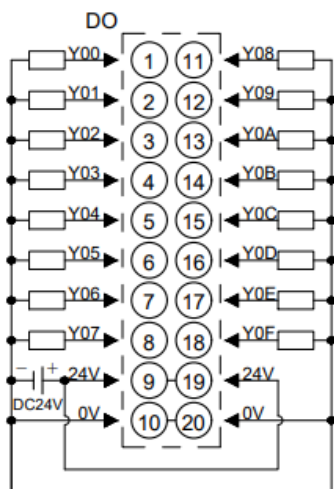 DO
Y00 1 11 Y08
Y01 2 12 Y09
Y02 3 13 Y0A
Y03 4 14 Y0B
Y04 5 15 Y0C
Y05 6 16 Y0D
Y06 7 17 Y0E
Y07 8 18 Y0F
− + 24V 9 19 24V
DC24V
0V 10 20 0V